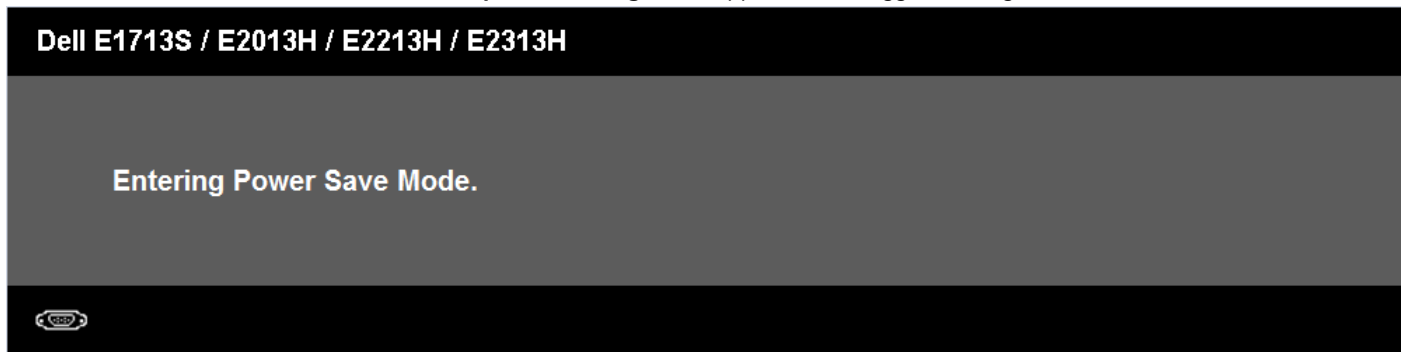 Dell E1713S / E2013H / E2213H / E2313H
Entering Power Save Mode.